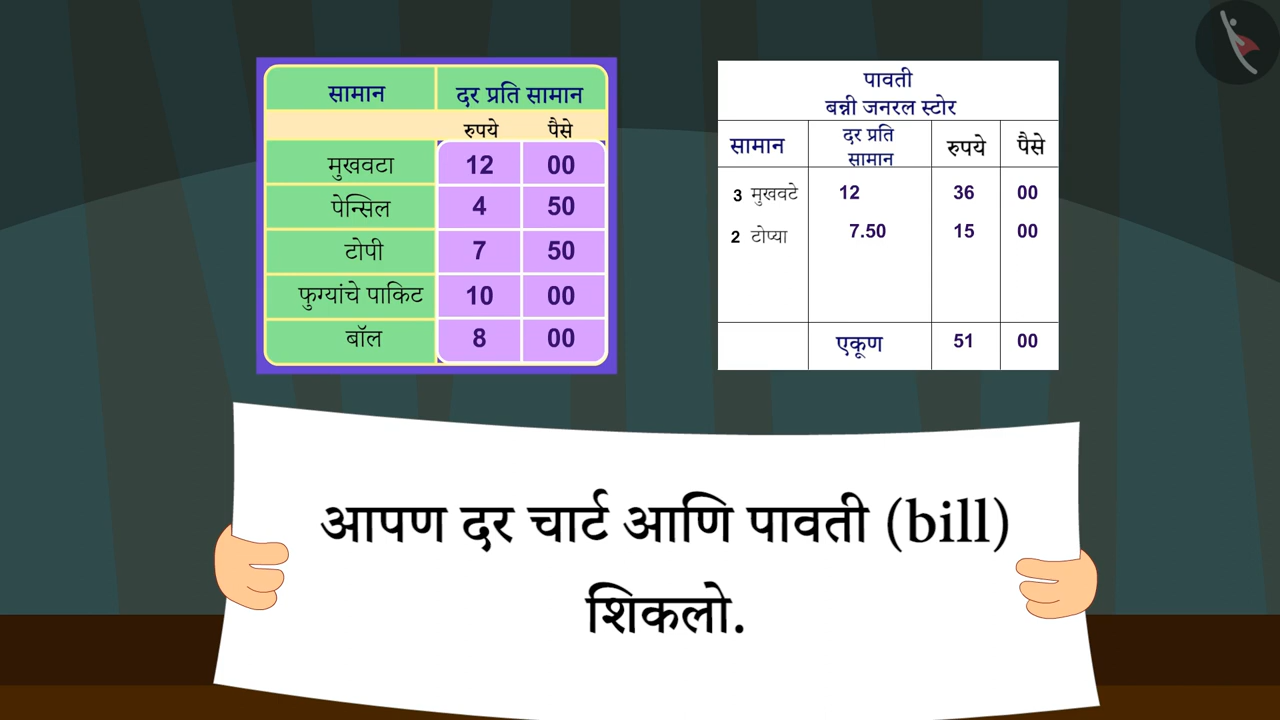 सामान दर प्रति सामान
रुपये पैसे
मुखवटा 12 00
पेन्सिल 4 50
टोपी 7 50
फुग्यांचे पाकिट 10 00
बॉल 8 00
पावती
बन्नी जनरल स्टोर
सामान दर प्रति सामान रुपये पैसे
3 मुखवटे 12 36 00
2 टोप्या 7.50 15 00
एकूण 51 00
आपण दर चार्ट आणि पावती (bill)
शिकलो.